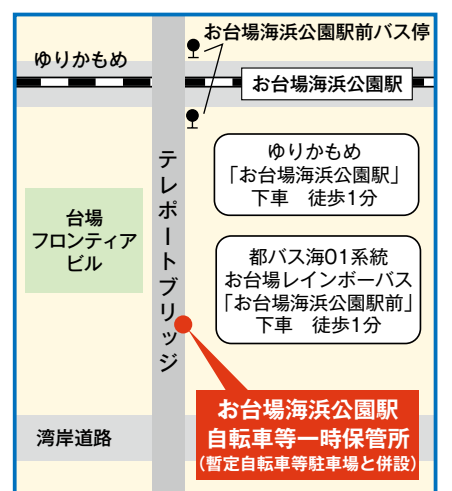 お台場海浜公園駅前バス停
ゆりかもめ
お台場海浜公園駅
テレポートブリッジ
ゆりかもめ
「お台場海浜公園駅」
下車　徒歩1分
台場
フロンティア
ビル
都バス海01系統
お台場レインボーバス
「お台場海浜公園駅前」
下車　徒歩1分
お台場海浜公園駅
自転車等一時保管所
（暫定自転車等駐車場と併設）
湾岸道路